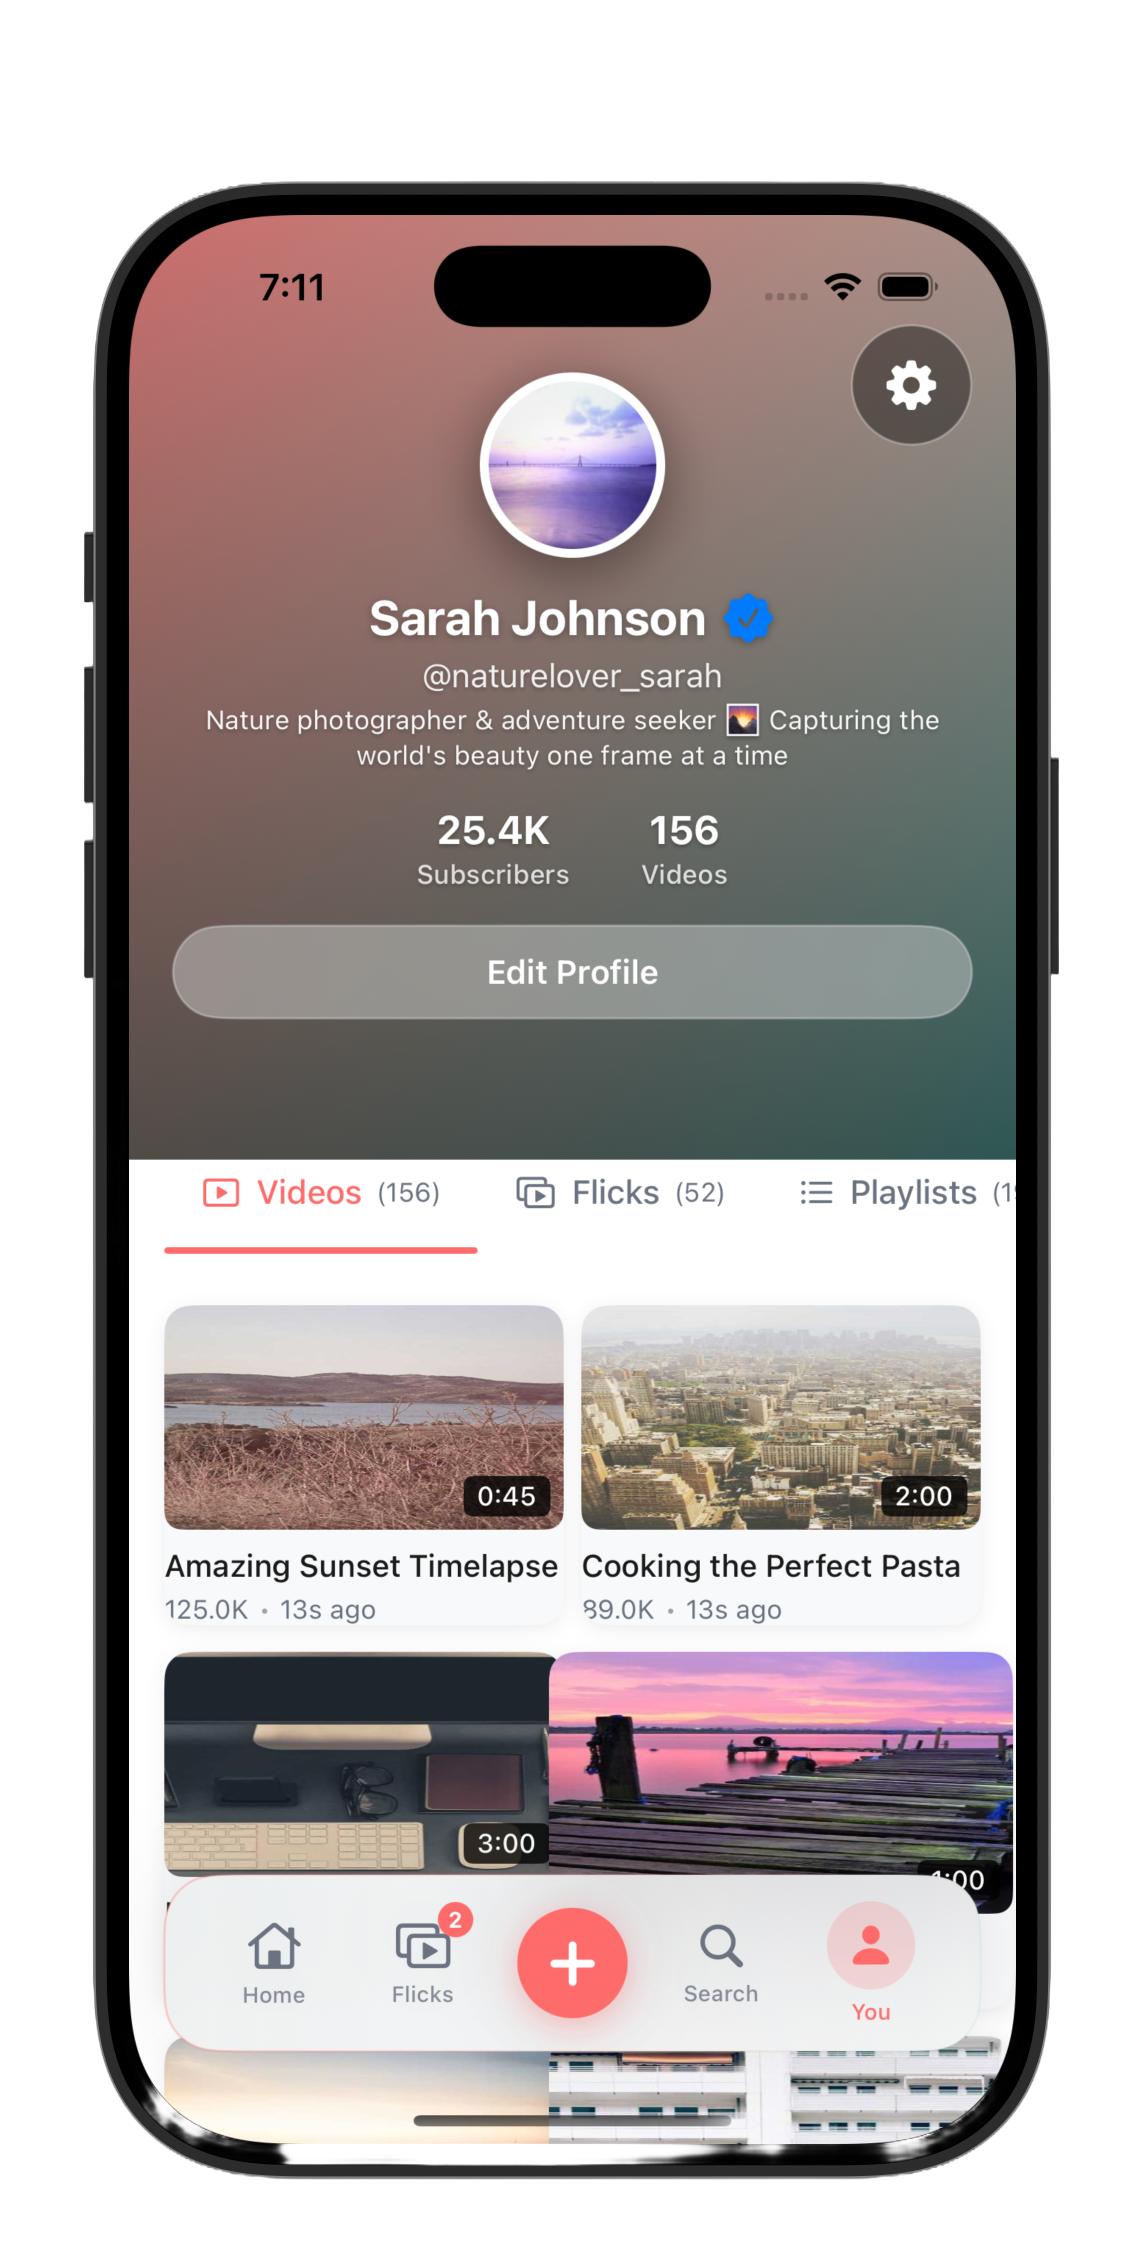 7:11
Sarah Johnson
@naturelover_sarah
Nature photographer & adventure seeker 🌄 Capturing the
world's beauty one frame at a time
25.4K 156
Subscribers Videos
Edit Profile
Videos (156) Flicks (52) Playlists
0:45 2:00
Amazing Sunset Timelapse Cooking the Perfect Pasta
125.0K • 13s ago 89.0K • 13s ago
3:00
1:00
2
Home Flicks Search You